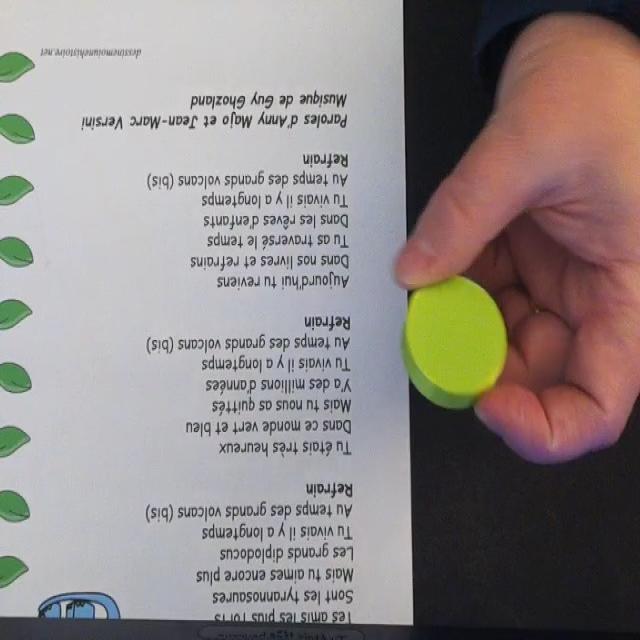 Tes amis les plus forts
Sont les tyrannosaures
Mais tu aimes encore plus
Les grands diplodocus
Tu vivais il y a longtemps
Au temps des grands volcans (bis)
Refrain
Tu étais très heureux
Dans ce monde vert et bleu
Mais tu nous as quittés
Y'a des millions d'années
Tu vivais il y a longtemps
Au temps des grands volcans (bis)
Refrain
Aujourd'hui tu reviens
Dans nos livres et refrains
Tu as traversé le temps
Dans les rêves d'enfants
Tu vivais il y a longtemps
Au temps des grands volcans (bis)
Refrain
Paroles d'Anny Majo et Jean-Marc Versini
Musique de Guy Ghozland
dessinemoiunehistoire.net